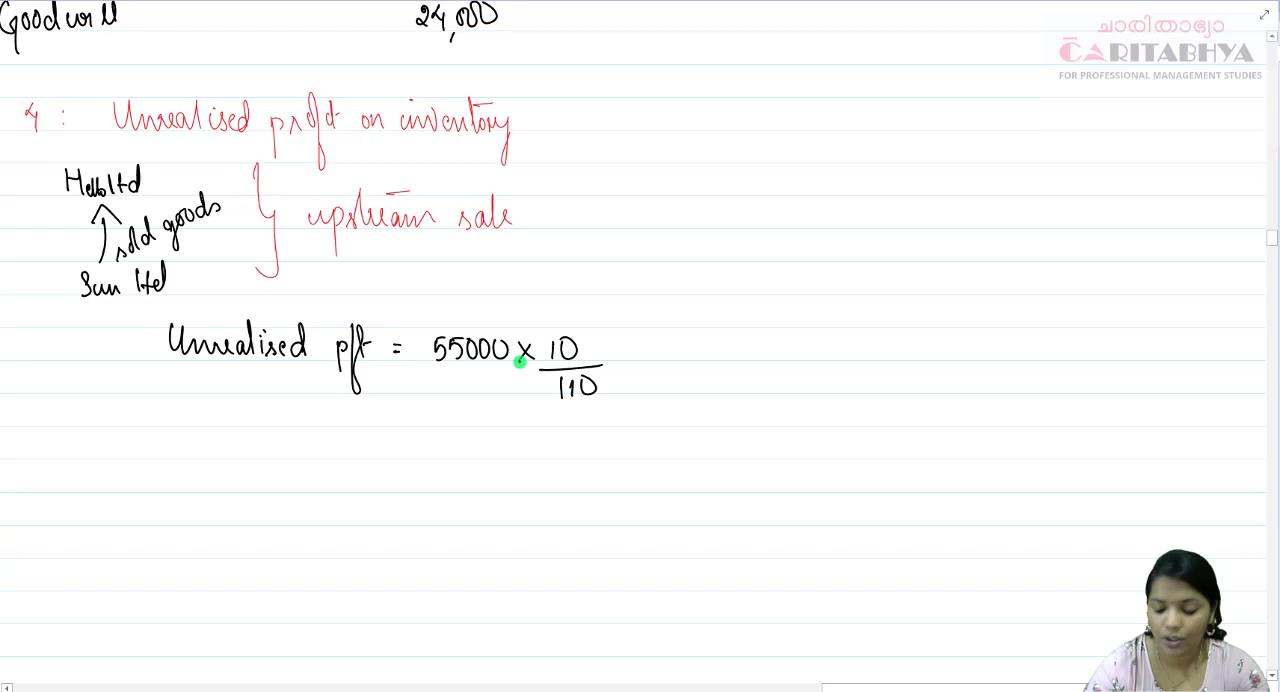 Goodwill 24,000
ചാരിതാഭ്യാ
CARITABHYA
FOR PROFESSIONAL MANAGEMENT STUDIES
4 : Unrealised profit on inventory
Hello ltd
sold goods
upstream sale
Sun ltd
Unrealised pft = 55000 × 10
110